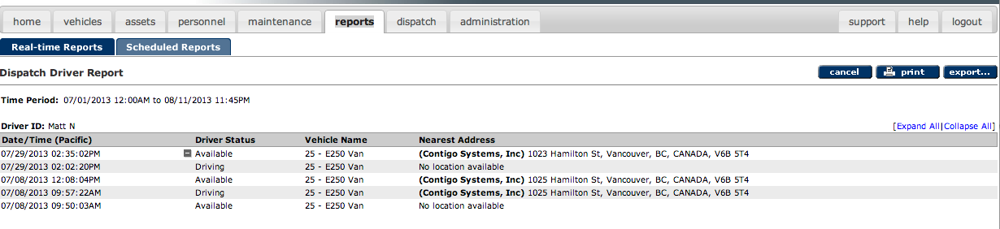 home vehicles assets personnel maintenance reports dispatch administration support help logout
Real-time Reports Scheduled Reports
Dispatch Driver Report cancel print export...
Time Period: 07/01/2013 12:00AM to 08/11/2013 11:45PM
Driver ID: Matt N [Expand All|Collapse All]
Date/Time (Pacific) Driver Status Vehicle Name Nearest Address
07/29/2013 02:35:02PM Available 25 - E250 Van (Contigo Systems, Inc) 1023 Hamilton St, Vancouver, BC, CANADA, V6B 5T4
07/29/2013 02:02:20PM Driving 25 - E250 Van No location available
07/08/2013 12:08:04PM Available 25 - E250 Van (Contigo Systems, Inc) 1025 Hamilton St, Vancouver, BC, CANADA, V6B 5T4
07/08/2013 09:57:22AM Driving 25 - E250 Van (Contigo Systems, Inc) 1025 Hamilton St, Vancouver, BC, CANADA, V6B 5T4
07/08/2013 09:50:03AM Available 25 - E250 Van No location available